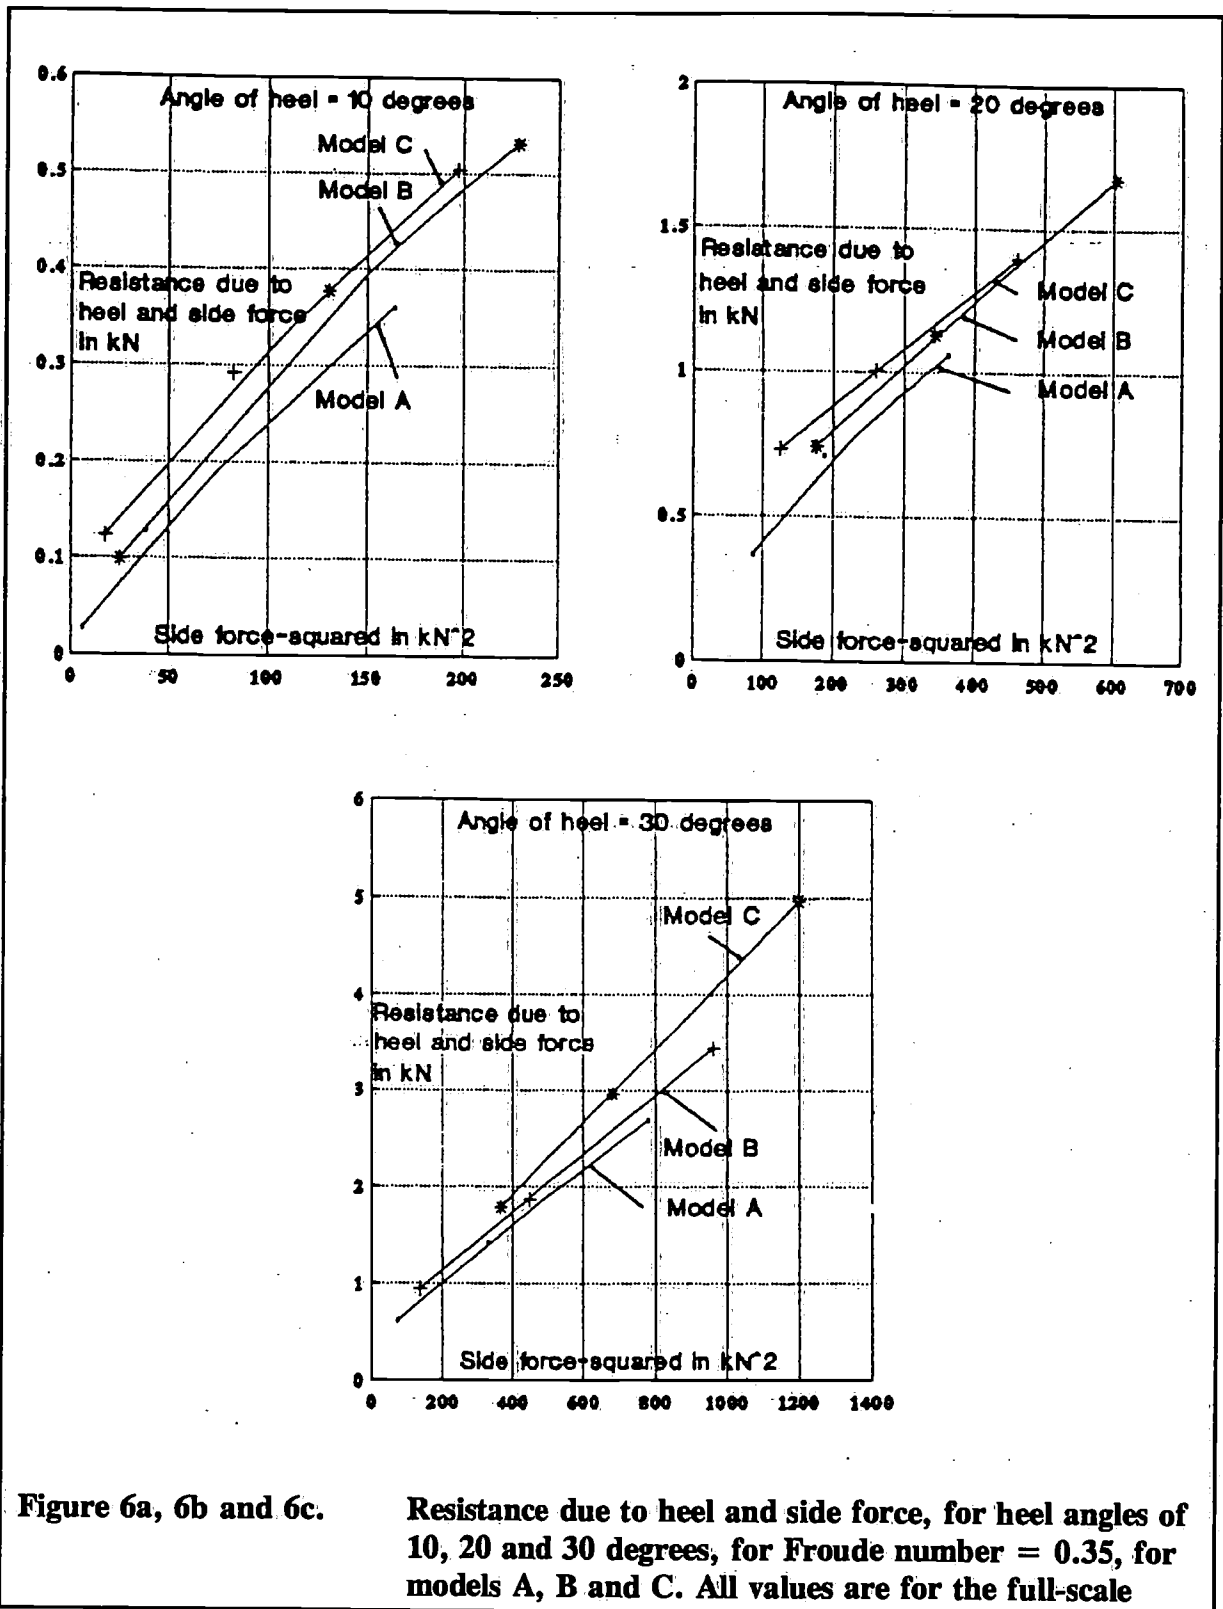 Angle of heel = 10 degrees
0.6
0.5
0.4
0.3
0.2
0.1
0
Model C
Model B
Resistance due to
heel and side force
in kN
Model A
Side force-squared in kN^2
0 50 100 150 200 250
Angle of heel = 20 degrees
2
1.5
1
0.5
0
Resistance due to
heel and side force
in kN
Model C
Model B
Model A
Side force-squared in kN^2
0 100 200 300 400 500 600 700
Angle of heel = 30 degrees
6
5
4
3
2
1
0
Model C
Resistance due to
heel and side force
in kN
Model B
Model A
Side force-squared in kN^2
0 200 400 600 800 1000 1200 1400
Figure 6a, 6b and 6c. Resistance due to heel and side force, for heel angles of
10, 20 and 30 degrees, for Froude number = 0.35, for
models A, B and C. All values are for the full-scale